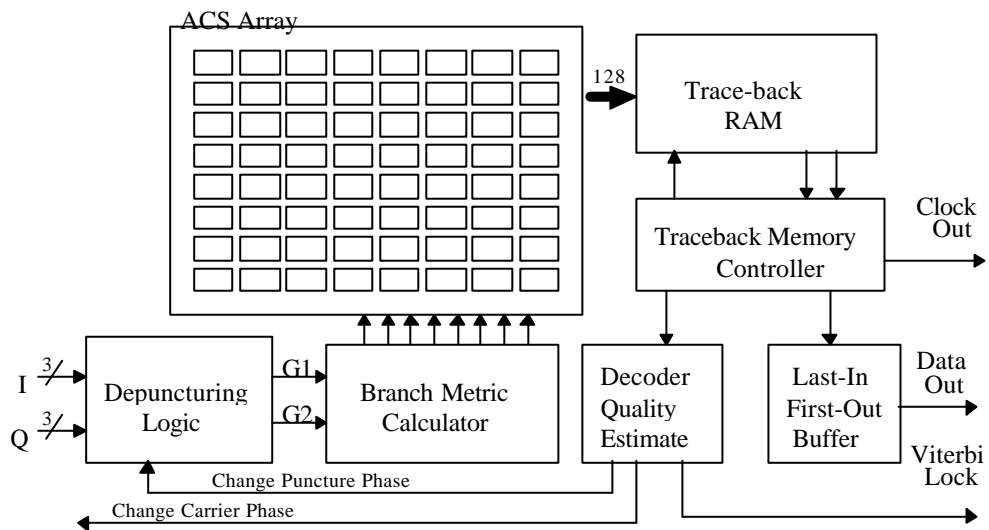 ACS Array
128
Trace-back
RAM
Traceback Memory
Controller
Clock
Out
I
3
Q
3
Depuncturing
Logic
G1
G2
Branch Metric
Calculator
Decoder
Quality
Estimate
Last-In
First-Out
Buffer
Data
Out
Viterbi
Lock
Change Puncture Phase
Change Carrier Phase